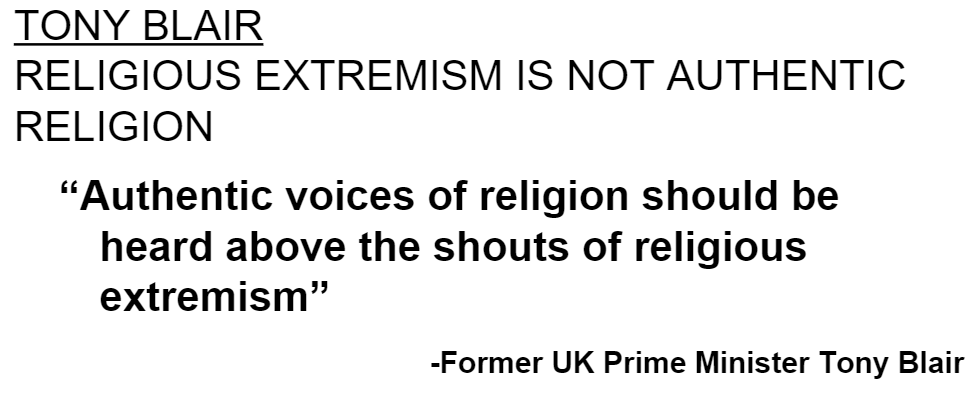 TONY BLAIR
RELIGIOUS EXTREMISM IS NOT AUTHENTIC
RELIGION
“Authentic voices of religion should be
heard above the shouts of religious
extremism”
-Former UK Prime Minister Tony Blair